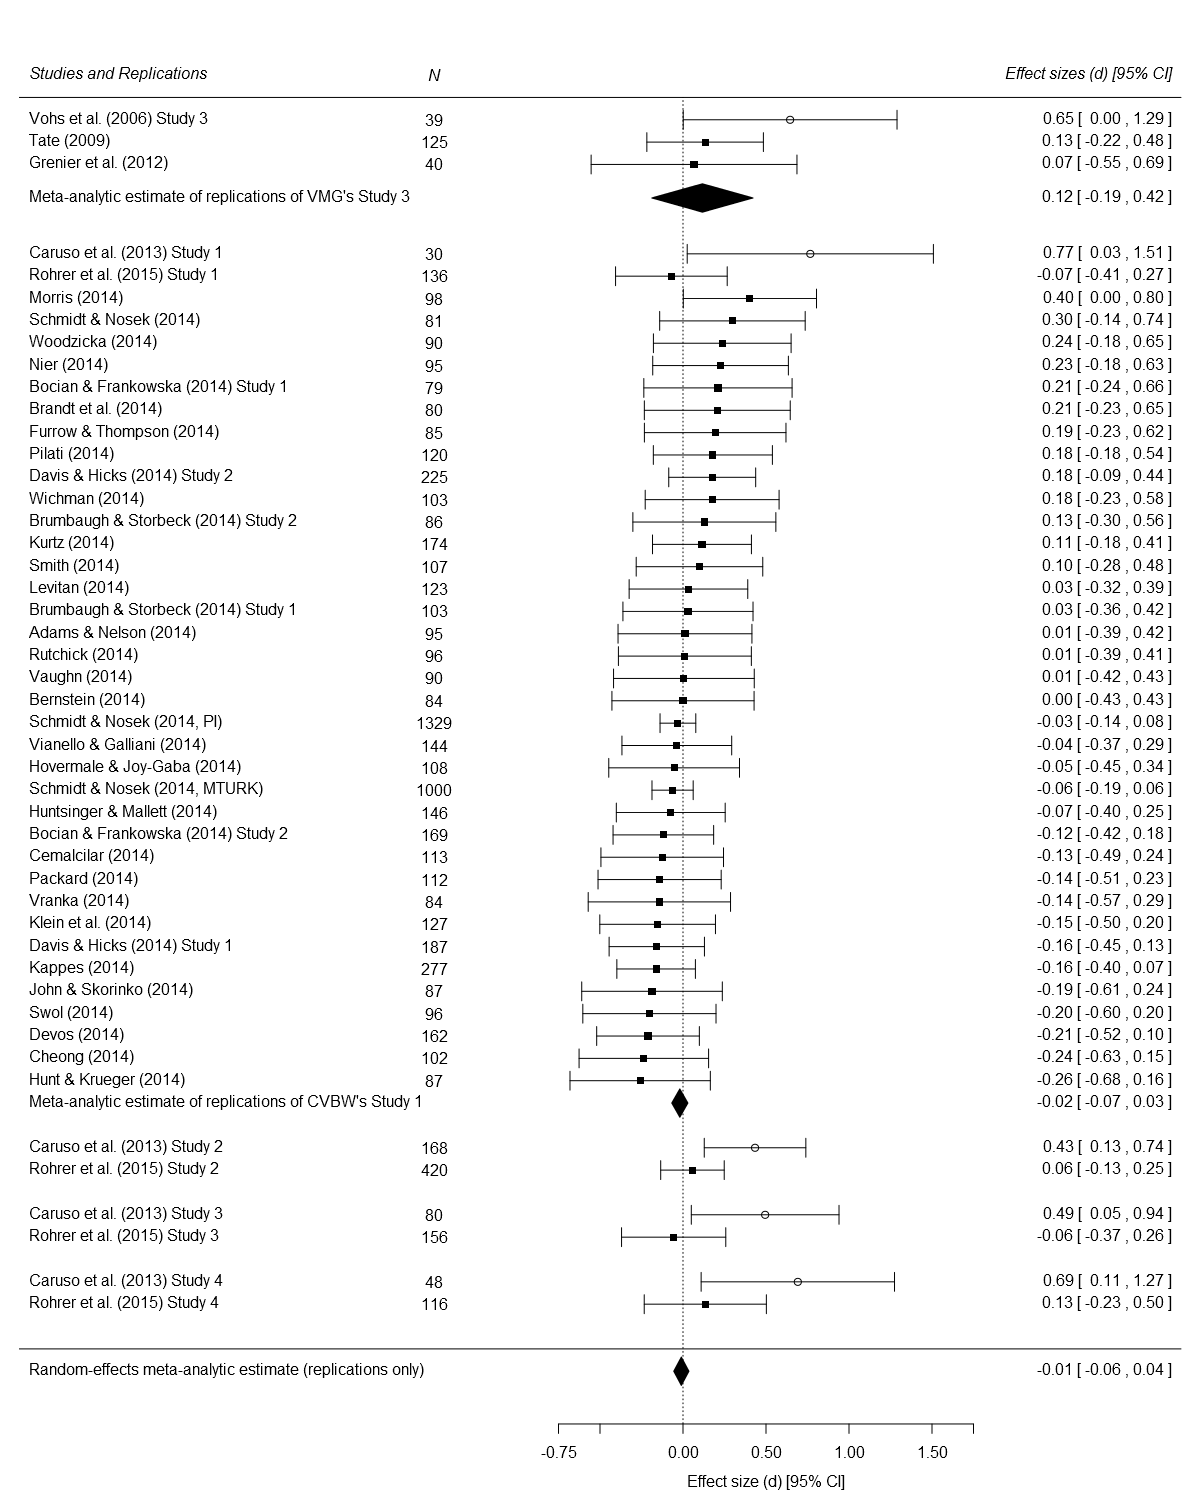 Studies and Replications N Effect sizes (d) [95% CI]
Vohs et al. (2006) Study 3 39 0.65 [ 0.00 , 1.29 ]
Tate (2009) 125 0.13 [ -0.22 , 0.48 ]
Grenier et al. (2012) 40 0.07 [ -0.55 , 0.69 ]
Meta-analytic estimate of replications of VMG's Study 3 0.12 [ -0.19 , 0.42 ]
Caruso et al. (2013) Study 1 30 0.77 [ 0.03 , 1.51 ]
Rohrer et al. (2015) Study 1 136 -0.07 [ -0.41 , 0.27 ]
Morris (2014) 98 0.40 [ 0.00 , 0.80 ]
Schmidt & Nosek (2014) 81 0.30 [ -0.14 , 0.74 ]
Woodzicka (2014) 90 0.24 [ -0.18 , 0.65 ]
Nier (2014) 95 0.23 [ -0.18 , 0.63 ]
Bocian & Frankowska (2014) Study 1 79 0.21 [ -0.24 , 0.66 ]
Brandt et al. (2014) 80 0.21 [ -0.23 , 0.65 ]
Furrow & Thompson (2014) 85 0.19 [ -0.23 , 0.62 ]
Pilati (2014) 120 0.18 [ -0.18 , 0.54 ]
Davis & Hicks (2014) Study 2 225 0.18 [ -0.09 , 0.44 ]
Wichman (2014) 103 0.18 [ -0.23 , 0.58 ]
Brumbaugh & Storbeck (2014) Study 2 86 0.13 [ -0.30 , 0.56 ]
Kurtz (2014) 174 0.11 [ -0.18 , 0.41 ]
Smith (2014) 107 0.10 [ -0.28 , 0.48 ]
Levitan (2014) 123 0.03 [ -0.32 , 0.39 ]
Brumbaugh & Storbeck (2014) Study 1 103 0.03 [ -0.36 , 0.42 ]
Adams & Nelson (2014) 95 0.01 [ -0.39 , 0.42 ]
Rutchick (2014) 96 0.01 [ -0.39 , 0.41 ]
Vaughn (2014) 90 0.01 [ -0.42 , 0.43 ]
Bernstein (2014) 84 0.00 [ -0.43 , 0.43 ]
Schmidt & Nosek (2014, PI) 1329 -0.03 [ -0.14 , 0.08 ]
Vianello & Galliani (2014) 144 -0.04 [ -0.37 , 0.29 ]
Hovermale & Joy-Gaba (2014) 108 -0.05 [ -0.45 , 0.34 ]
Schmidt & Nosek (2014, MTURK) 1000 -0.06 [ -0.19 , 0.06 ]
Huntsinger & Mallett (2014) 146 -0.07 [ -0.40 , 0.25 ]
Bocian & Frankowska (2014) Study 2 169 -0.12 [ -0.42 , 0.18 ]
Cemalcilar (2014) 113 -0.13 [ -0.49 , 0.24 ]
Packard (2014) 112 -0.14 [ -0.51 , 0.23 ]
Vranka (2014) 84 -0.14 [ -0.57 , 0.29 ]
Klein et al. (2014) 127 -0.15 [ -0.50 , 0.20 ]
Davis & Hicks (2014) Study 1 187 -0.16 [ -0.45 , 0.13 ]
Kappes (2014) 277 -0.16 [ -0.40 , 0.07 ]
John & Skorinko (2014) 87 -0.19 [ -0.61 , 0.24 ]
Swol (2014) 96 -0.20 [ -0.60 , 0.20 ]
Devos (2014) 162 -0.21 [ -0.52 , 0.10 ]
Cheong (2014) 102 -0.24 [ -0.63 , 0.15 ]
Hunt & Krueger (2014) 87 -0.26 [ -0.68 , 0.16 ]
Meta-analytic estimate of replications of CVBW's Study 1 -0.02 [ -0.07 , 0.03 ]
Caruso et al. (2013) Study 2 168 0.43 [ 0.13 , 0.74 ]
Rohrer et al. (2015) Study 2 420 0.06 [ -0.13 , 0.25 ]
Caruso et al. (2013) Study 3 80 0.49 [ 0.05 , 0.94 ]
Rohrer et al. (2015) Study 3 156 -0.06 [ -0.37 , 0.26 ]
Caruso et al. (2013) Study 4 48 0.69 [ 0.11 , 1.27 ]
Rohrer et al. (2015) Study 4 116 0.13 [ -0.23 , 0.50 ]
Random-effects meta-analytic estimate (replications only) -0.01 [ -0.06 , 0.04 ]
-0.75 0.00 0.50 1.00 1.50
Effect size (d) [95% CI]